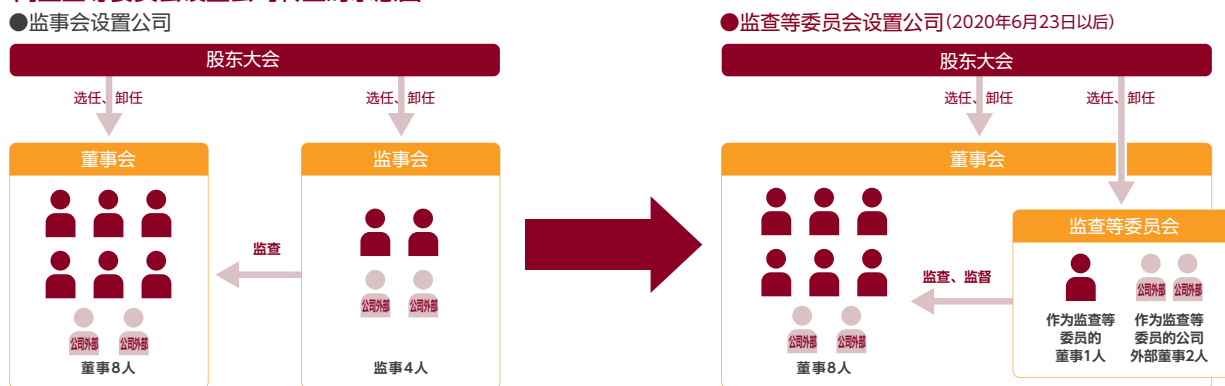 ●监事会设置公司
●监查等委员会设置公司(2020年6月23日以后)
股东大会
股东大会
选任、卸任
选任、卸任
选任、卸任
选任、卸任
董事会
监事会
董事会
监查等委员会
监查
监查、监督
公司外部
公司外部
公司外部
公司外部
公司外部
公司外部
公司外部
公司外部
董事8人
监事4人
董事8人
作为监查等
委员的
董事1人
作为监查等
委员的公司
外部董事2人